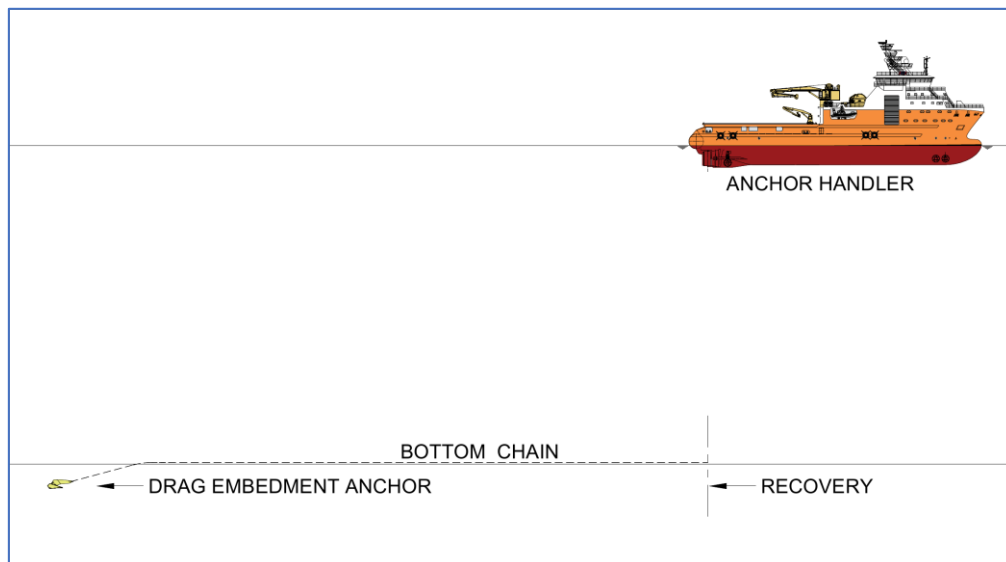 ANCHOR HANDLER
BOTTOM CHAIN
DRAG EMBEDMENT ANCHOR
RECOVERY